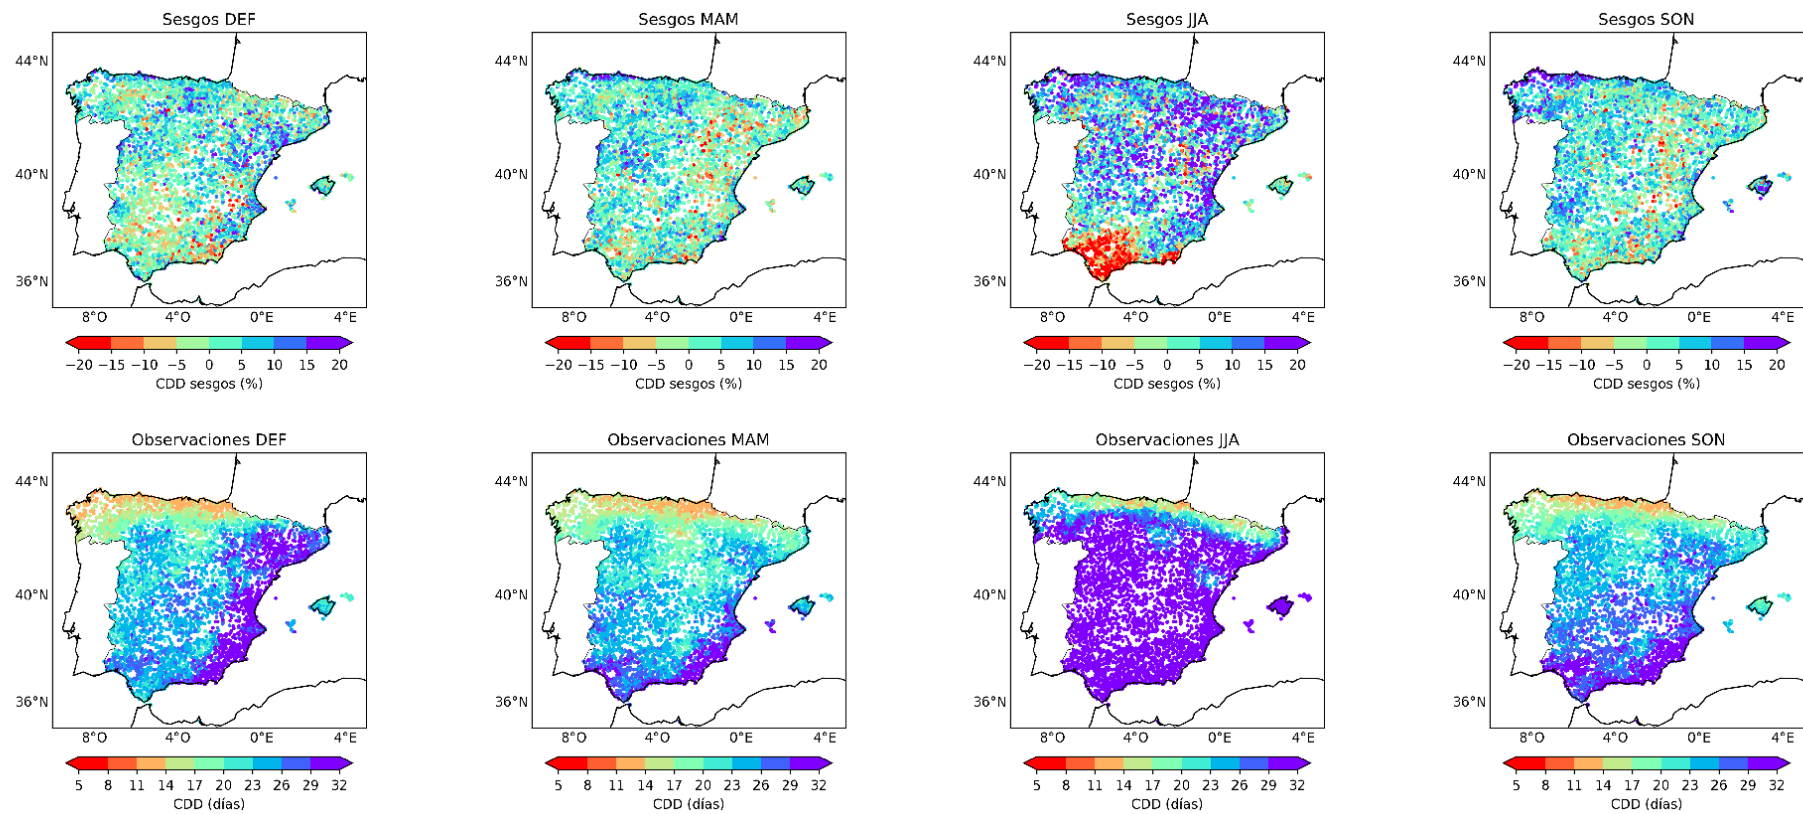 Sesgos DEF
44°N
40°N
36°N
8°O 4°O 0°E 4°E
−20 −15 −10 −5 0 5 10 15 20
CDD sesgos (%)
Sesgos MAM
44°N
40°N
36°N
8°O 4°O 0°E 4°E
−20 −15 −10 −5 0 5 10 15 20
CDD sesgos (%)
Sesgos JJA
44°N
40°N
36°N
8°O 4°O 0°E 4°E
−20 −15 −10 −5 0 5 10 15 20
CDD sesgos (%)
Sesgos SON
44°N
40°N
36°N
8°O 4°O 0°E 4°E
−20 −15 −10 −5 0 5 10 15 20
CDD sesgos (%)
Observaciones DEF
44°N
40°N
36°N
8°O 4°O 0°E 4°E
5 8 11 14 17 20 23 26 29 32
CDD (días)
Observaciones MAM
44°N
40°N
36°N
8°O 4°O 0°E 4°E
5 8 11 14 17 20 23 26 29 32
CDD (días)
Observaciones JJA
44°N
40°N
36°N
8°O 4°O 0°E 4°E
5 8 11 14 17 20 23 26 29 32
CDD (días)
Observaciones SON
44°N
40°N
36°N
8°O 4°O 0°E 4°E
5 8 11 14 17 20 23 26 29 32
CDD (días)